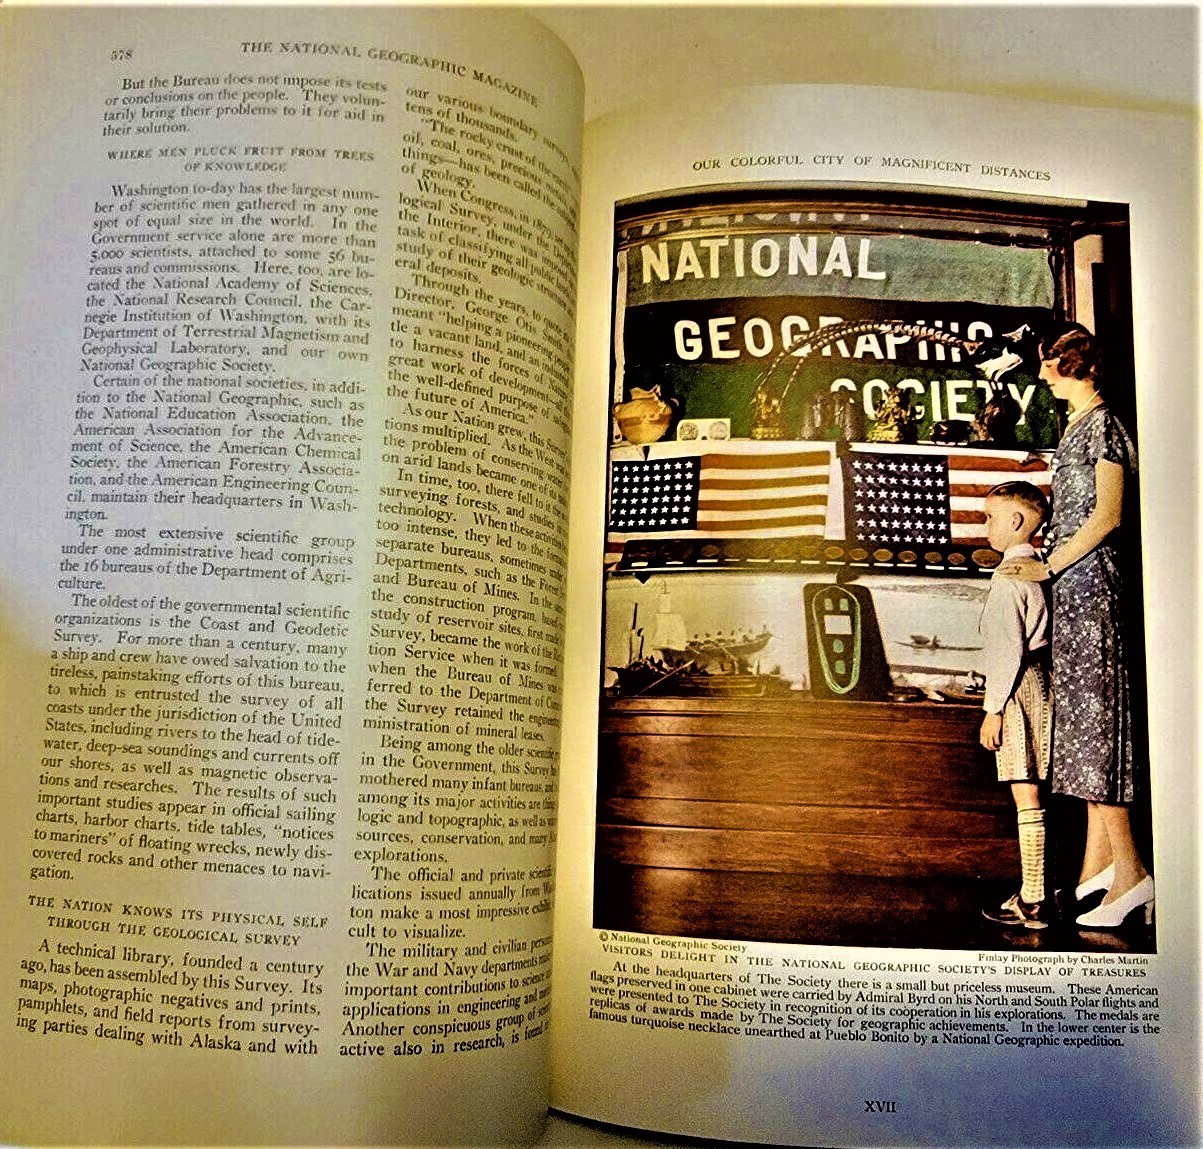 578
THE NATIONAL GEOGRAPHIC MAGAZINE
But the Bureau does not impose its tests
or conclusions on the people. They volun-
tarily bring their problems to it for aid in
their solution.
WHERE MEN PLUCK FRUIT FROM TREES
OF KNOWLEDGE
Washington to-day has the largest num-
ber of scientific men gathered in any one
spot of equal size in the world. In the
Government service alone are more than
5,000 scientists, attached to some 56 bu-
reaus and commissions. Here, too, are lo-
cated the National Academy of Sciences,
the National Research Council, the Car-
negie Institution of Washington, with its
Department of Terrestrial Magnetism and
Geophysical Laboratory, and our own
National Geographic Society.
Certain of the national societies, in addi-
tion to the National Geographic, such as
the National Education Association, the
American Association for the Advance-
ment of Science, the American Chemical
Society, the American Forestry Associa-
tion, and the American Engineering Coun-
cil, maintain their headquarters in Wash-
ington.
The most extensive scientific group
under one administrative head comprises
the 16 bureaus of the Department of Agri-
culture.
The oldest of the governmental scientific
organizations is the Coast and Geodetic
Survey. For more than a century, many
a ship and crew have owed salvation to the
tireless, painstaking efforts of this bureau,
to which is entrusted the survey of all
coasts under the jurisdiction of the United
States, including rivers to the head of tide-
water, deep-sea soundings and currents off
our shores, as well as magnetic observa-
tions and researches. The results of such
important studies appear in official sailing
charts, harbor charts, tide tables, "notices
to mariners" of floating wrecks, newly dis-
covered rocks and other menaces to navi-
gation.
THE NATION KNOWS ITS PHYSICAL SELF
THROUGH THE GEOLOGICAL SURVEY
A technical library, founded a century
ago, has been assembled by this Survey. Its
maps, photographic negatives and prints,
pamphlets, and field reports from survey-
ing parties dealing with Alaska and with
our various boundary surveys,
tens of thousands.
"The rocky crust of the
oil, coal, ores, precious
things—has been called the
of geology.
When Congress, in
logical Survey, under the
the Interior, there was
task of classifying all public
study of their geologic structure
eral deposits.
Through the years, to quote
Director, George Otis Smith,
meant "helping a pioneering
tle a vacant land, and an industrial
to harness the forces of
great work of development—
the well-defined purpose of
the future of America."
As our Nation grew, this Survey
tions multiplied. As the West
the problem of conserving
on arid lands became one of its
In time, too, there fell to
surveying forests, and studies
technology. When these activities
too intense, they led to the
separate bureaus, sometimes
Departments, such as the Forest
and Bureau of Mines. In the
the construction program, based
study of reservoir sites, first made
Survey, became the work of the
tion Service when it was formed.
when the Bureau of Mines was
ferred to the Department of
the Survey retained the
ministration of mineral leases.
Being among the older scientific
in the Government, this Survey
mothered many infant bureaus, and
among its major activities are
logic and topographic, as well as
sources, conservation, and many
explorations.
The official and private scientific
lications issued annually from
ton make a most impressive
cult to visualize.
The military and civilian
the War and Navy departments
important contributions to science
applications in engineering and
Another conspicuous group of
active also in research, is found
OUR COLORFUL CITY OF MAGNIFICENT DISTANCES
NATIONAL
GEOGRAPHIC
SOCIETY
© National Geographic Society
Finlay Photograph by Charles Martin
VISITORS DELIGHT IN THE NATIONAL GEOGRAPHIC SOCIETY'S DISPLAY OF TREASURES
At the headquarters of The Society there is a small but priceless museum. These American
flags preserved in one cabinet were carried by Admiral Byrd on his North and South Polar flights and
were presented to The Society in recognition of its coöperation in his explorations. The medals are
replicas of awards made by The Society for geographic achievements. In the lower center is the
famous turquoise necklace unearthed at Pueblo Bonito by a National Geographic expedition.
XVII